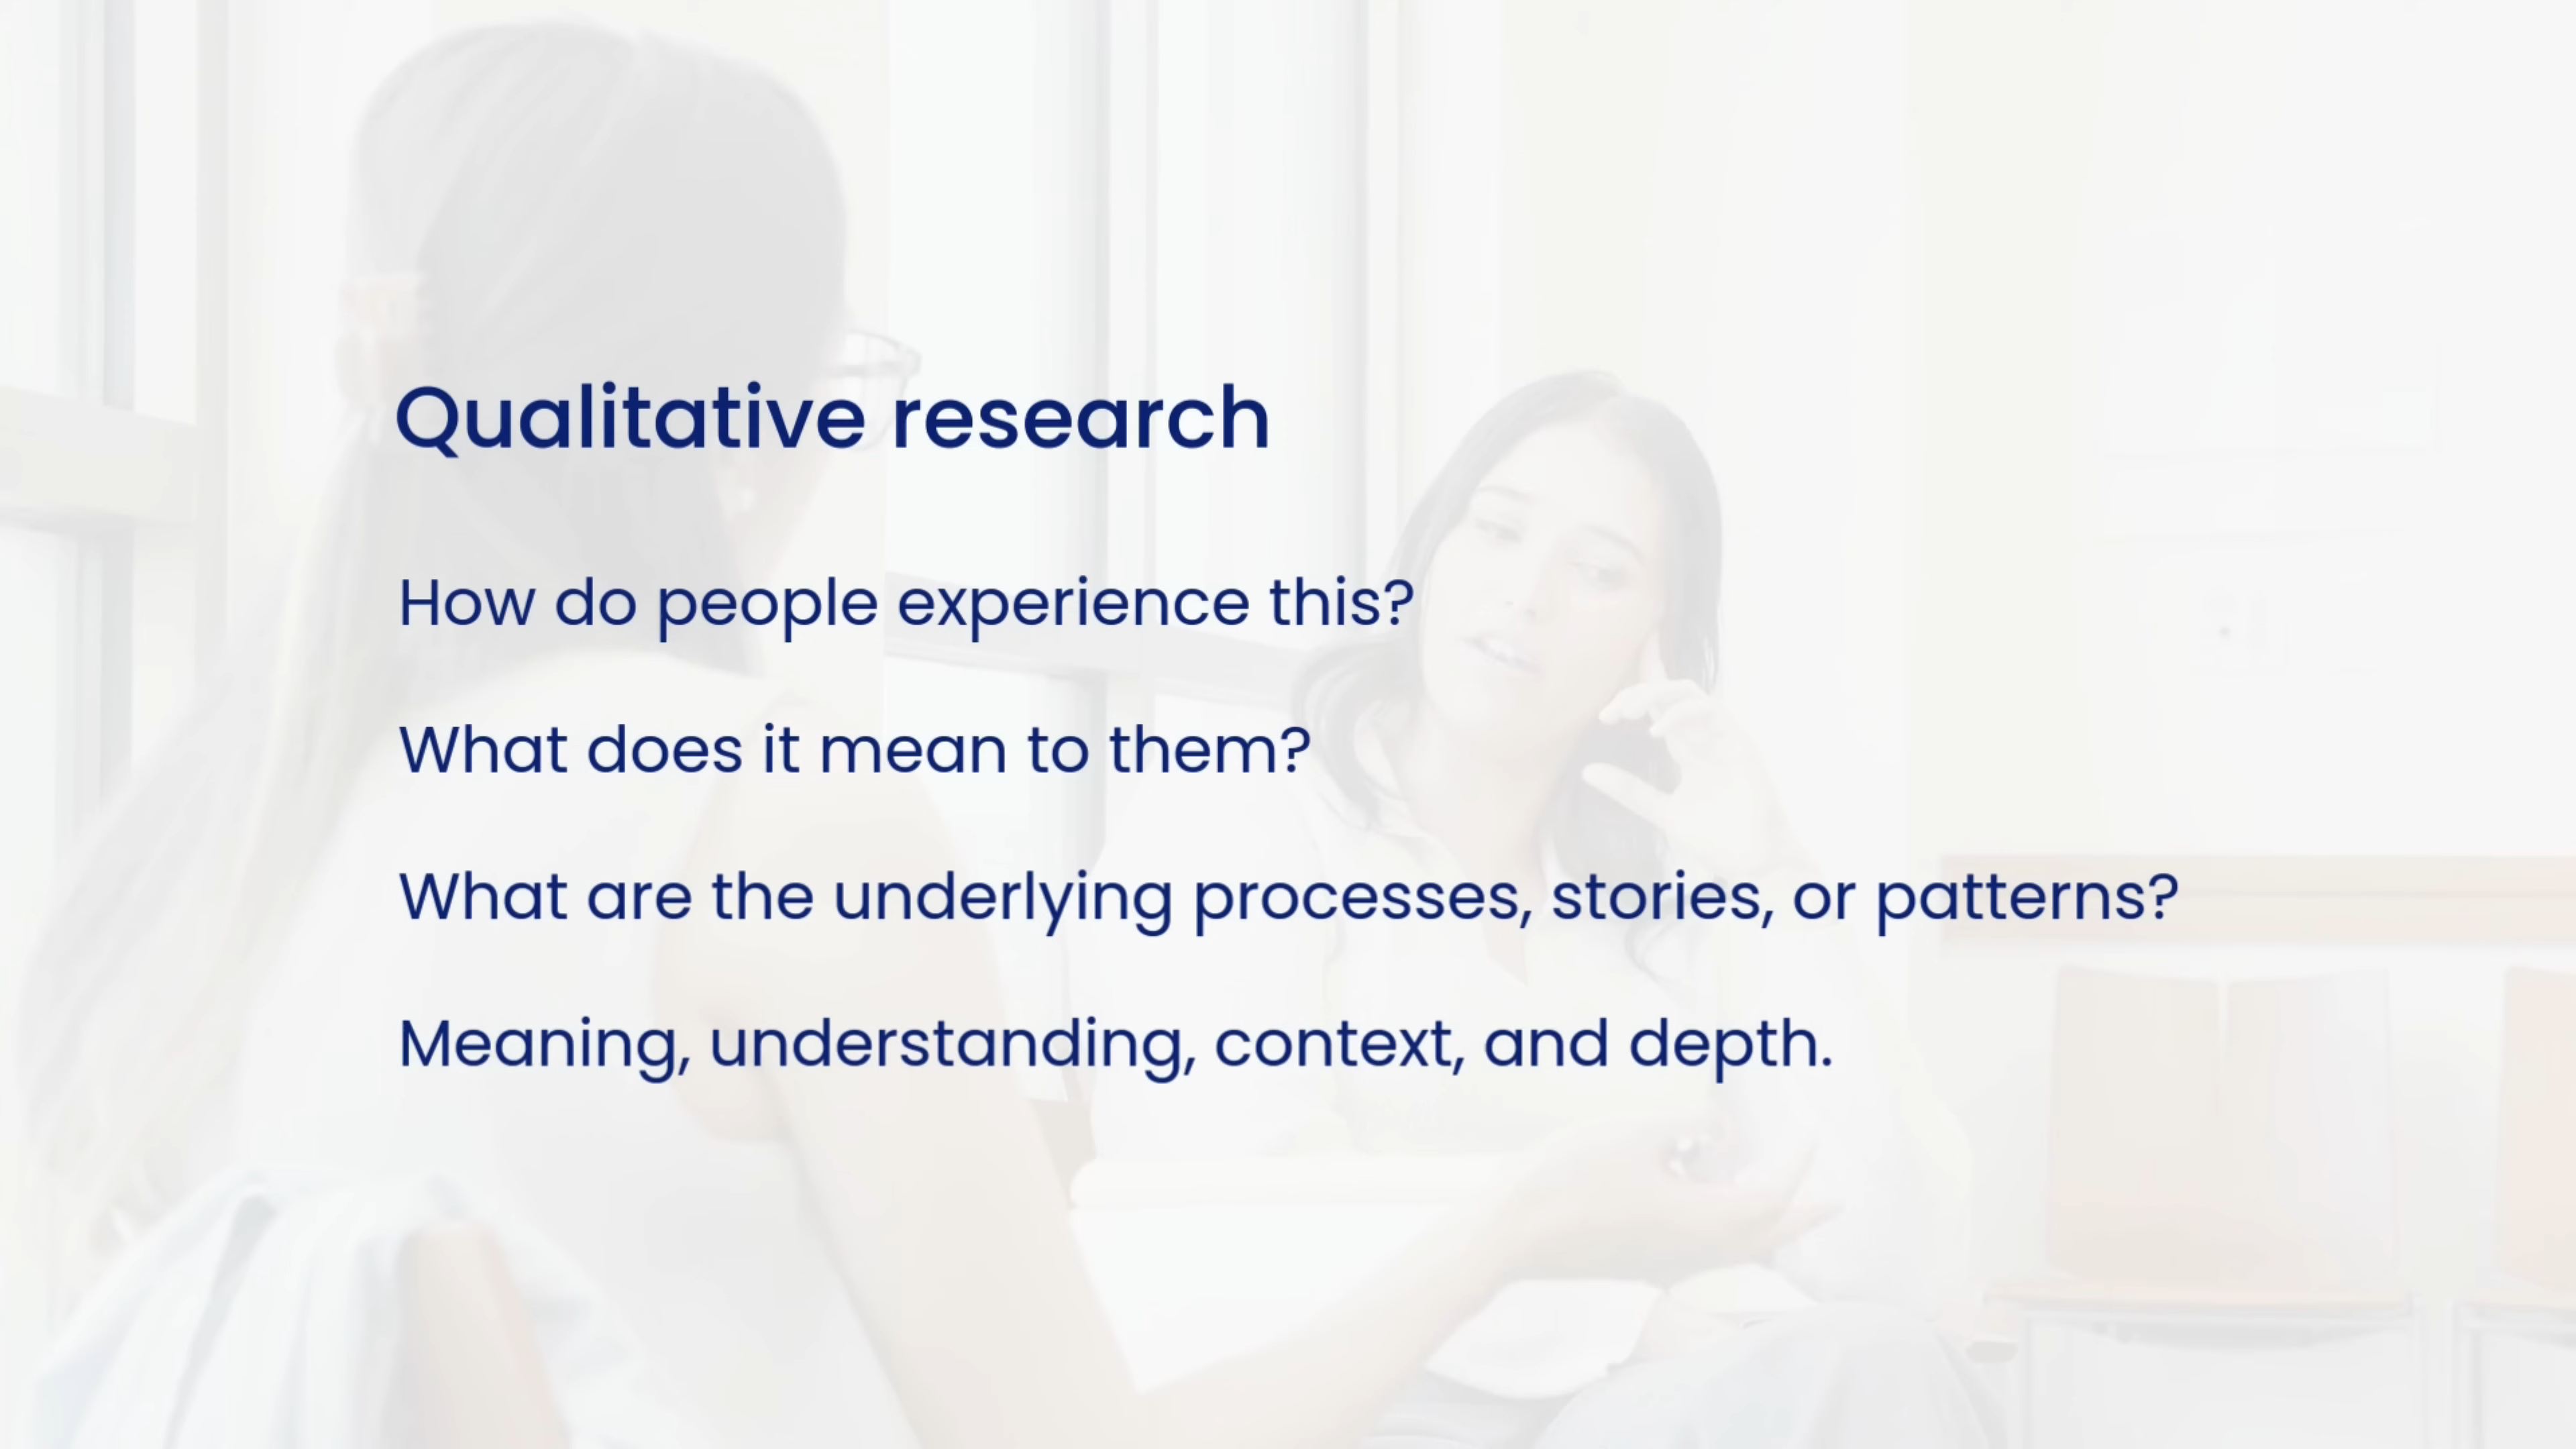 Qualitative research
How do people experience this?
What does it mean to them?
What are the underlying processes, stories, or patterns?
Meaning, understanding, context, and depth.